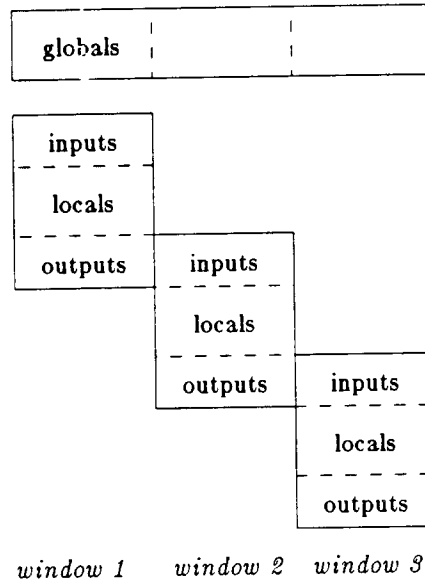 globals
inputs
locals
outputs inputs
locals
outputs inputs
locals
outputs
window 1 window 2 window 3